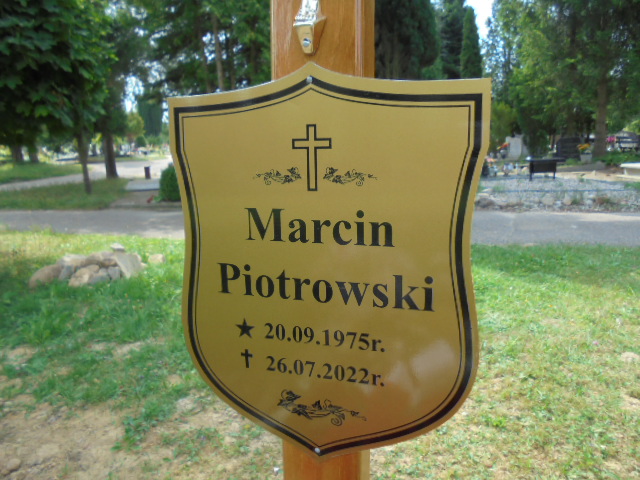 Marcin
Piotrowski
★ 20.09.1975r.
✝ 26.07.2022r.